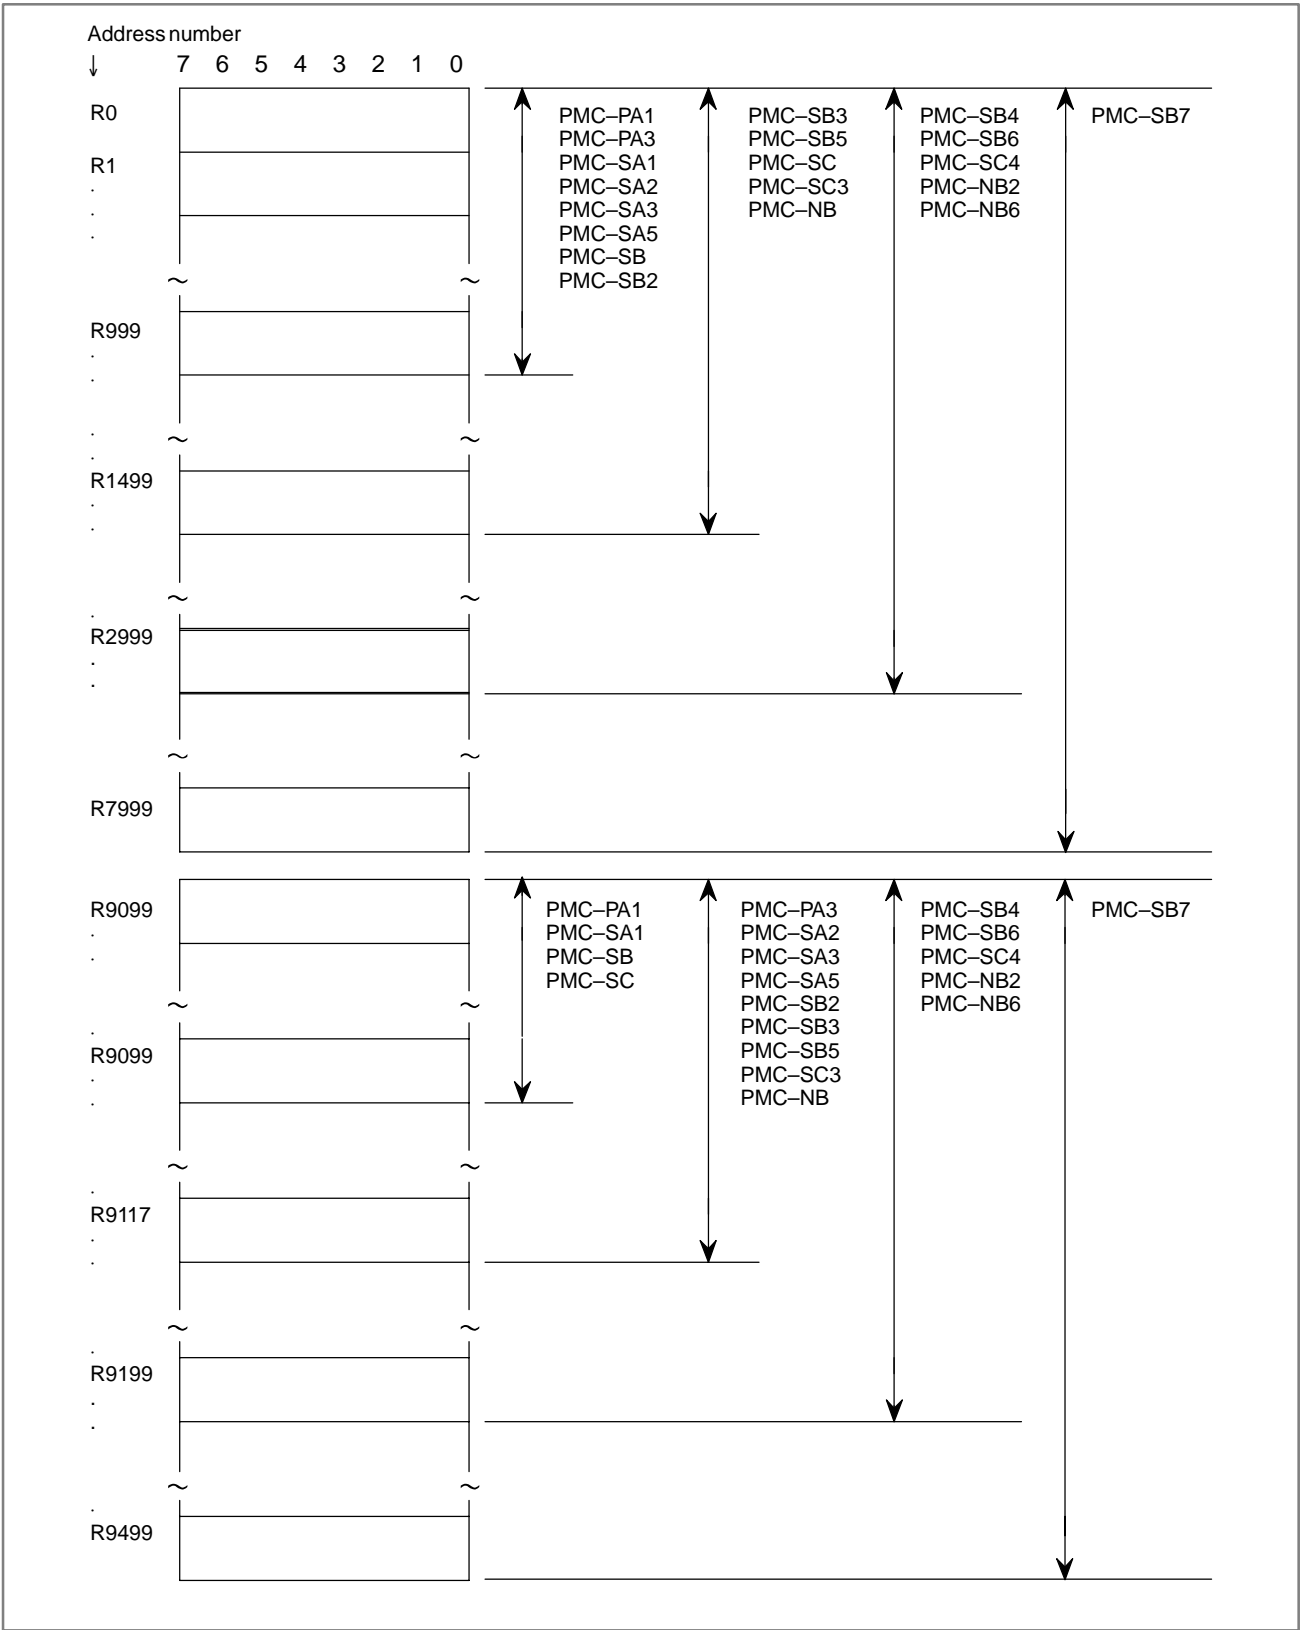 Address number
↓ 7 6 5 4 3 2 1 0
R0
R1
.
.
.
~ ~
R999
.
.
.
~ ~
.
R1499
.
.
~ ~
.
R2999
.
.
~ ~
R7999
PMC–PA1
PMC–PA3
PMC–SA1
PMC–SA2
PMC–SA3
PMC–SA5
PMC–SB
PMC–SB2
PMC–SB3
PMC–SB5
PMC–SC
PMC–SC3
PMC–NB
PMC–SB4
PMC–SB6
PMC–SC4
PMC–NB2
PMC–NB6
PMC–SB7
R9099
.
.
~ ~
.
R9099
.
.
~ ~
.
R9117
.
.
~ ~
.
R9199
.
.
~ ~
.
R9499
PMC–PA1
PMC–SA1
PMC–SB
PMC–SC
PMC–PA3
PMC–SA2
PMC–SA3
PMC–SA5
PMC–SB2
PMC–SB3
PMC–SB5
PMC–SC3
PMC–NB
PMC–SB4
PMC–SB6
PMC–SC4
PMC–NB2
PMC–NB6
PMC–SB7